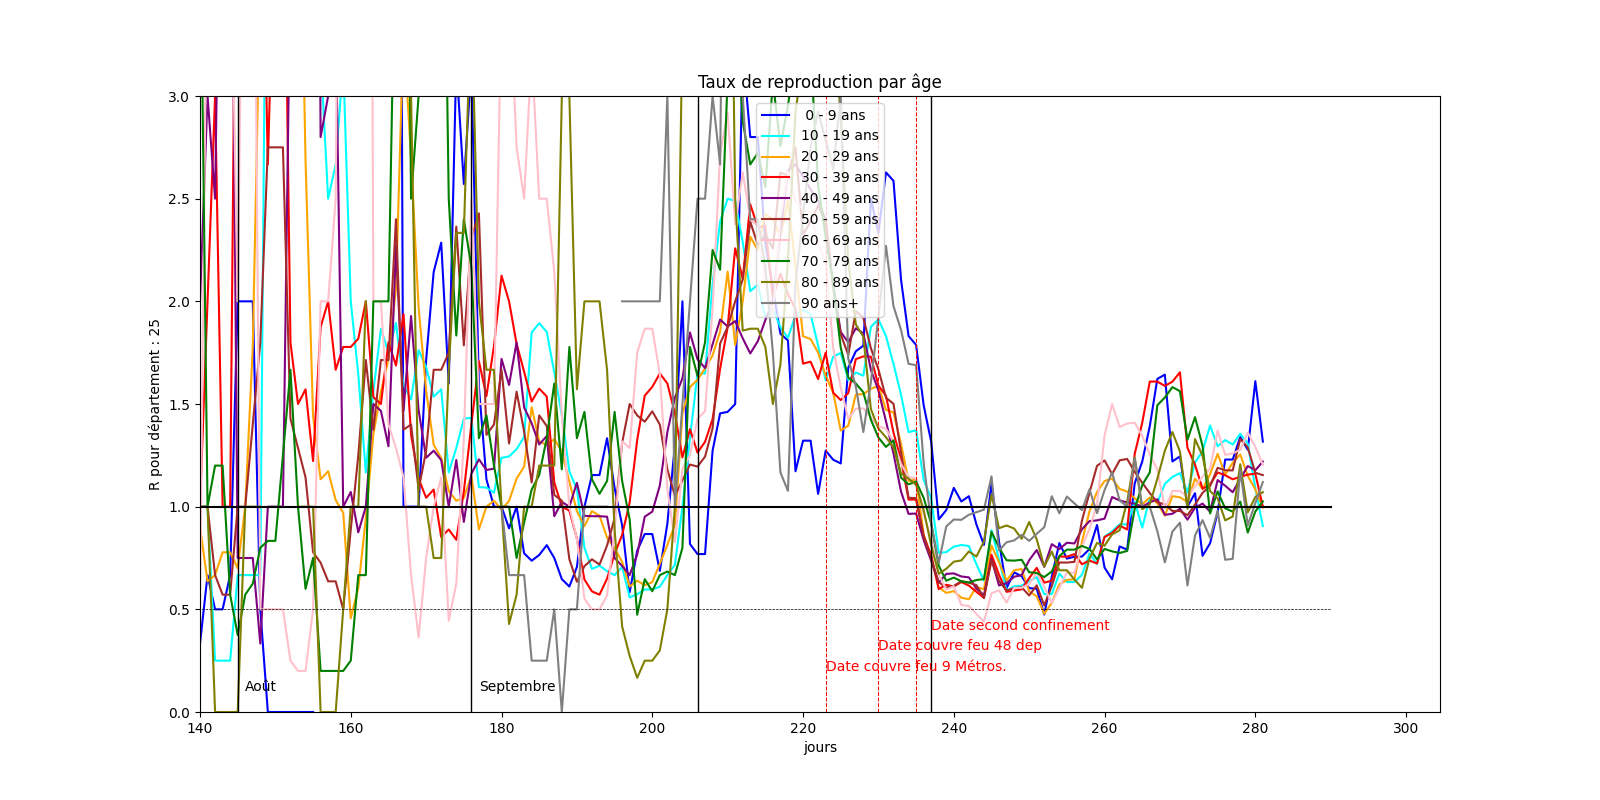 Taux de reproduction par âge
3.0
2.5
2.0
1.5
1.0
0.5
0.0
R pour département : 25
0 - 9 ans
10 - 19 ans
20 - 29 ans
30 - 39 ans
40 - 49 ans
50 - 59 ans
60 - 69 ans
70 - 79 ans
80 - 89 ans
90 ans+
Date second confinement
Date couvre feu 48 dep
Date couvre feu 9 Métros.
Août
Septembre
140
160
180
200
220
240
260
280
300
jours